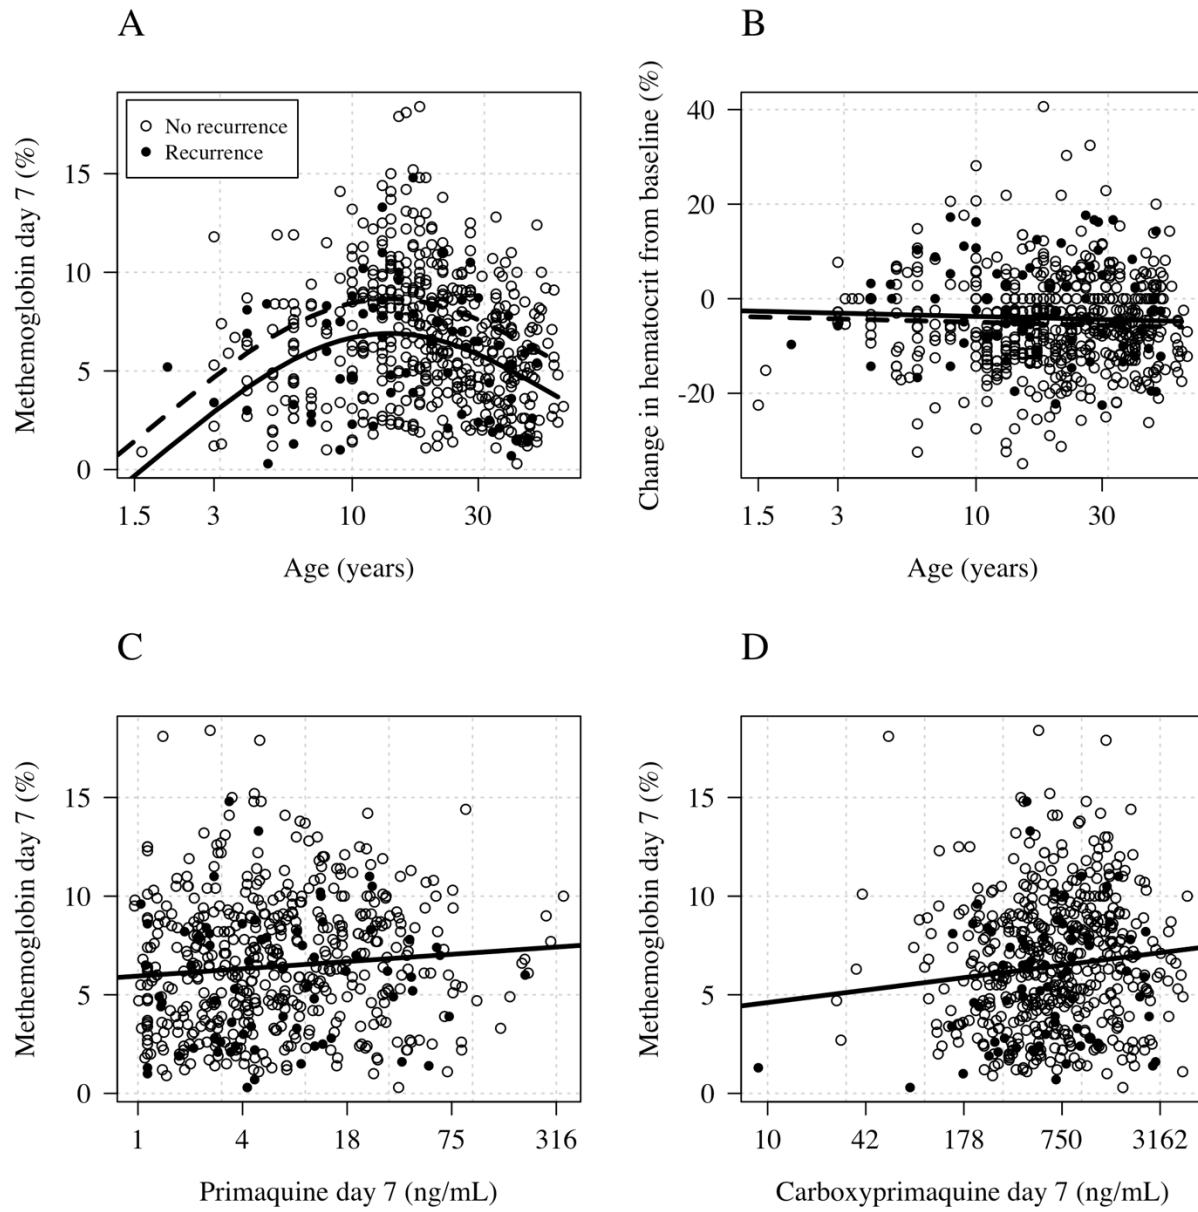 A
Methemoglobin day 7 (%)
15
10
5
0
No recurrence
Recurrence
1.5 3 10 30
Age (years)
B
Change in hematocrit from baseline (%)
40
20
0
-20
1.5 3 10 30
Age (years)
C
Methemoglobin day 7 (%)
15
10
5
0
1 4 18 75 316
Primaquine day 7 (ng/mL)
D
Methemoglobin day 7 (%)
15
10
5
0
10 42 178 750 3162
Carboxyprimaquine day 7 (ng/mL)